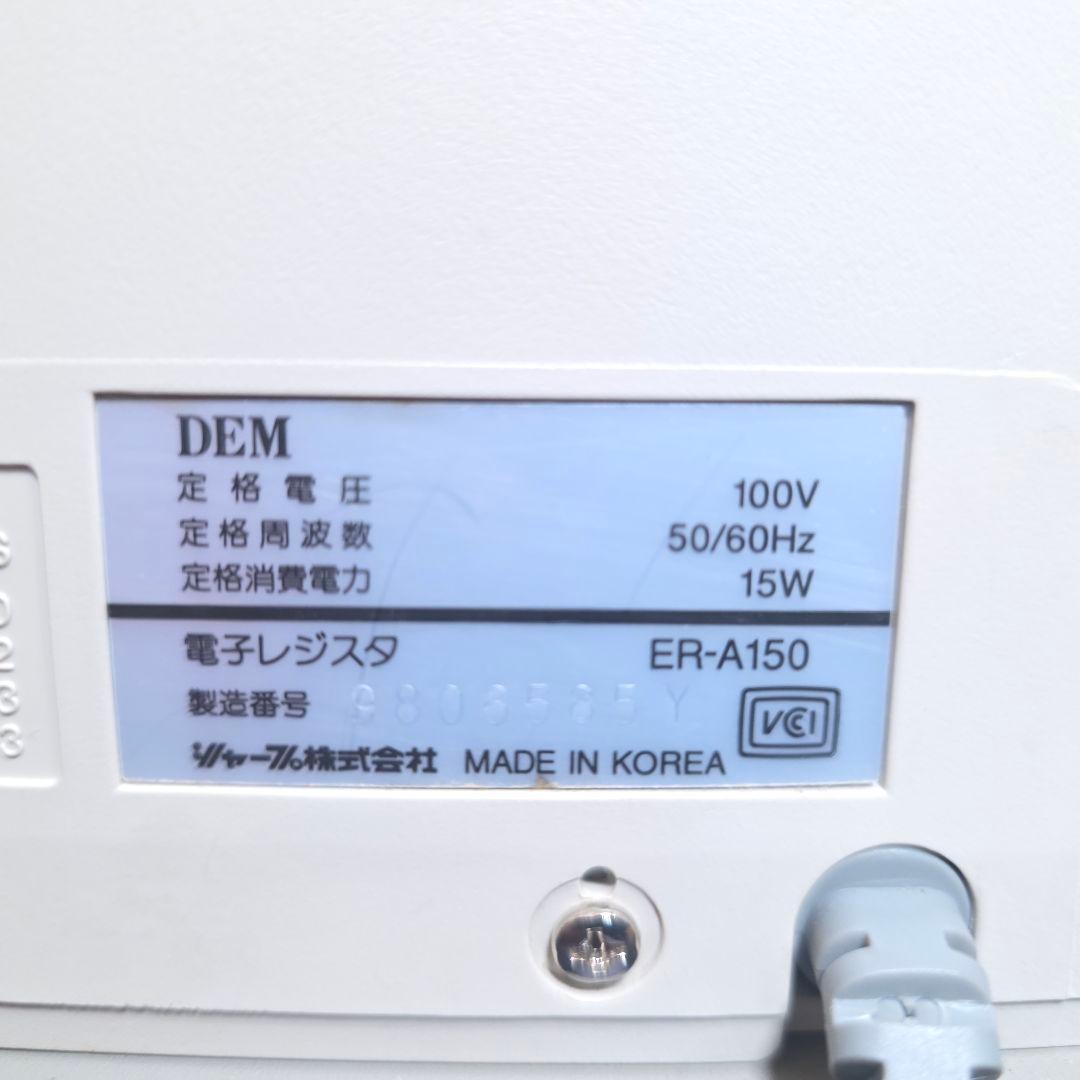 DEM
定格電圧 100V
定格周波数 50/60Hz
定格消費電力 15W
電子レジスタ ER-A150
製造番号 9806585Y
VCCI
シャープ株式会社 MADE IN KOREA